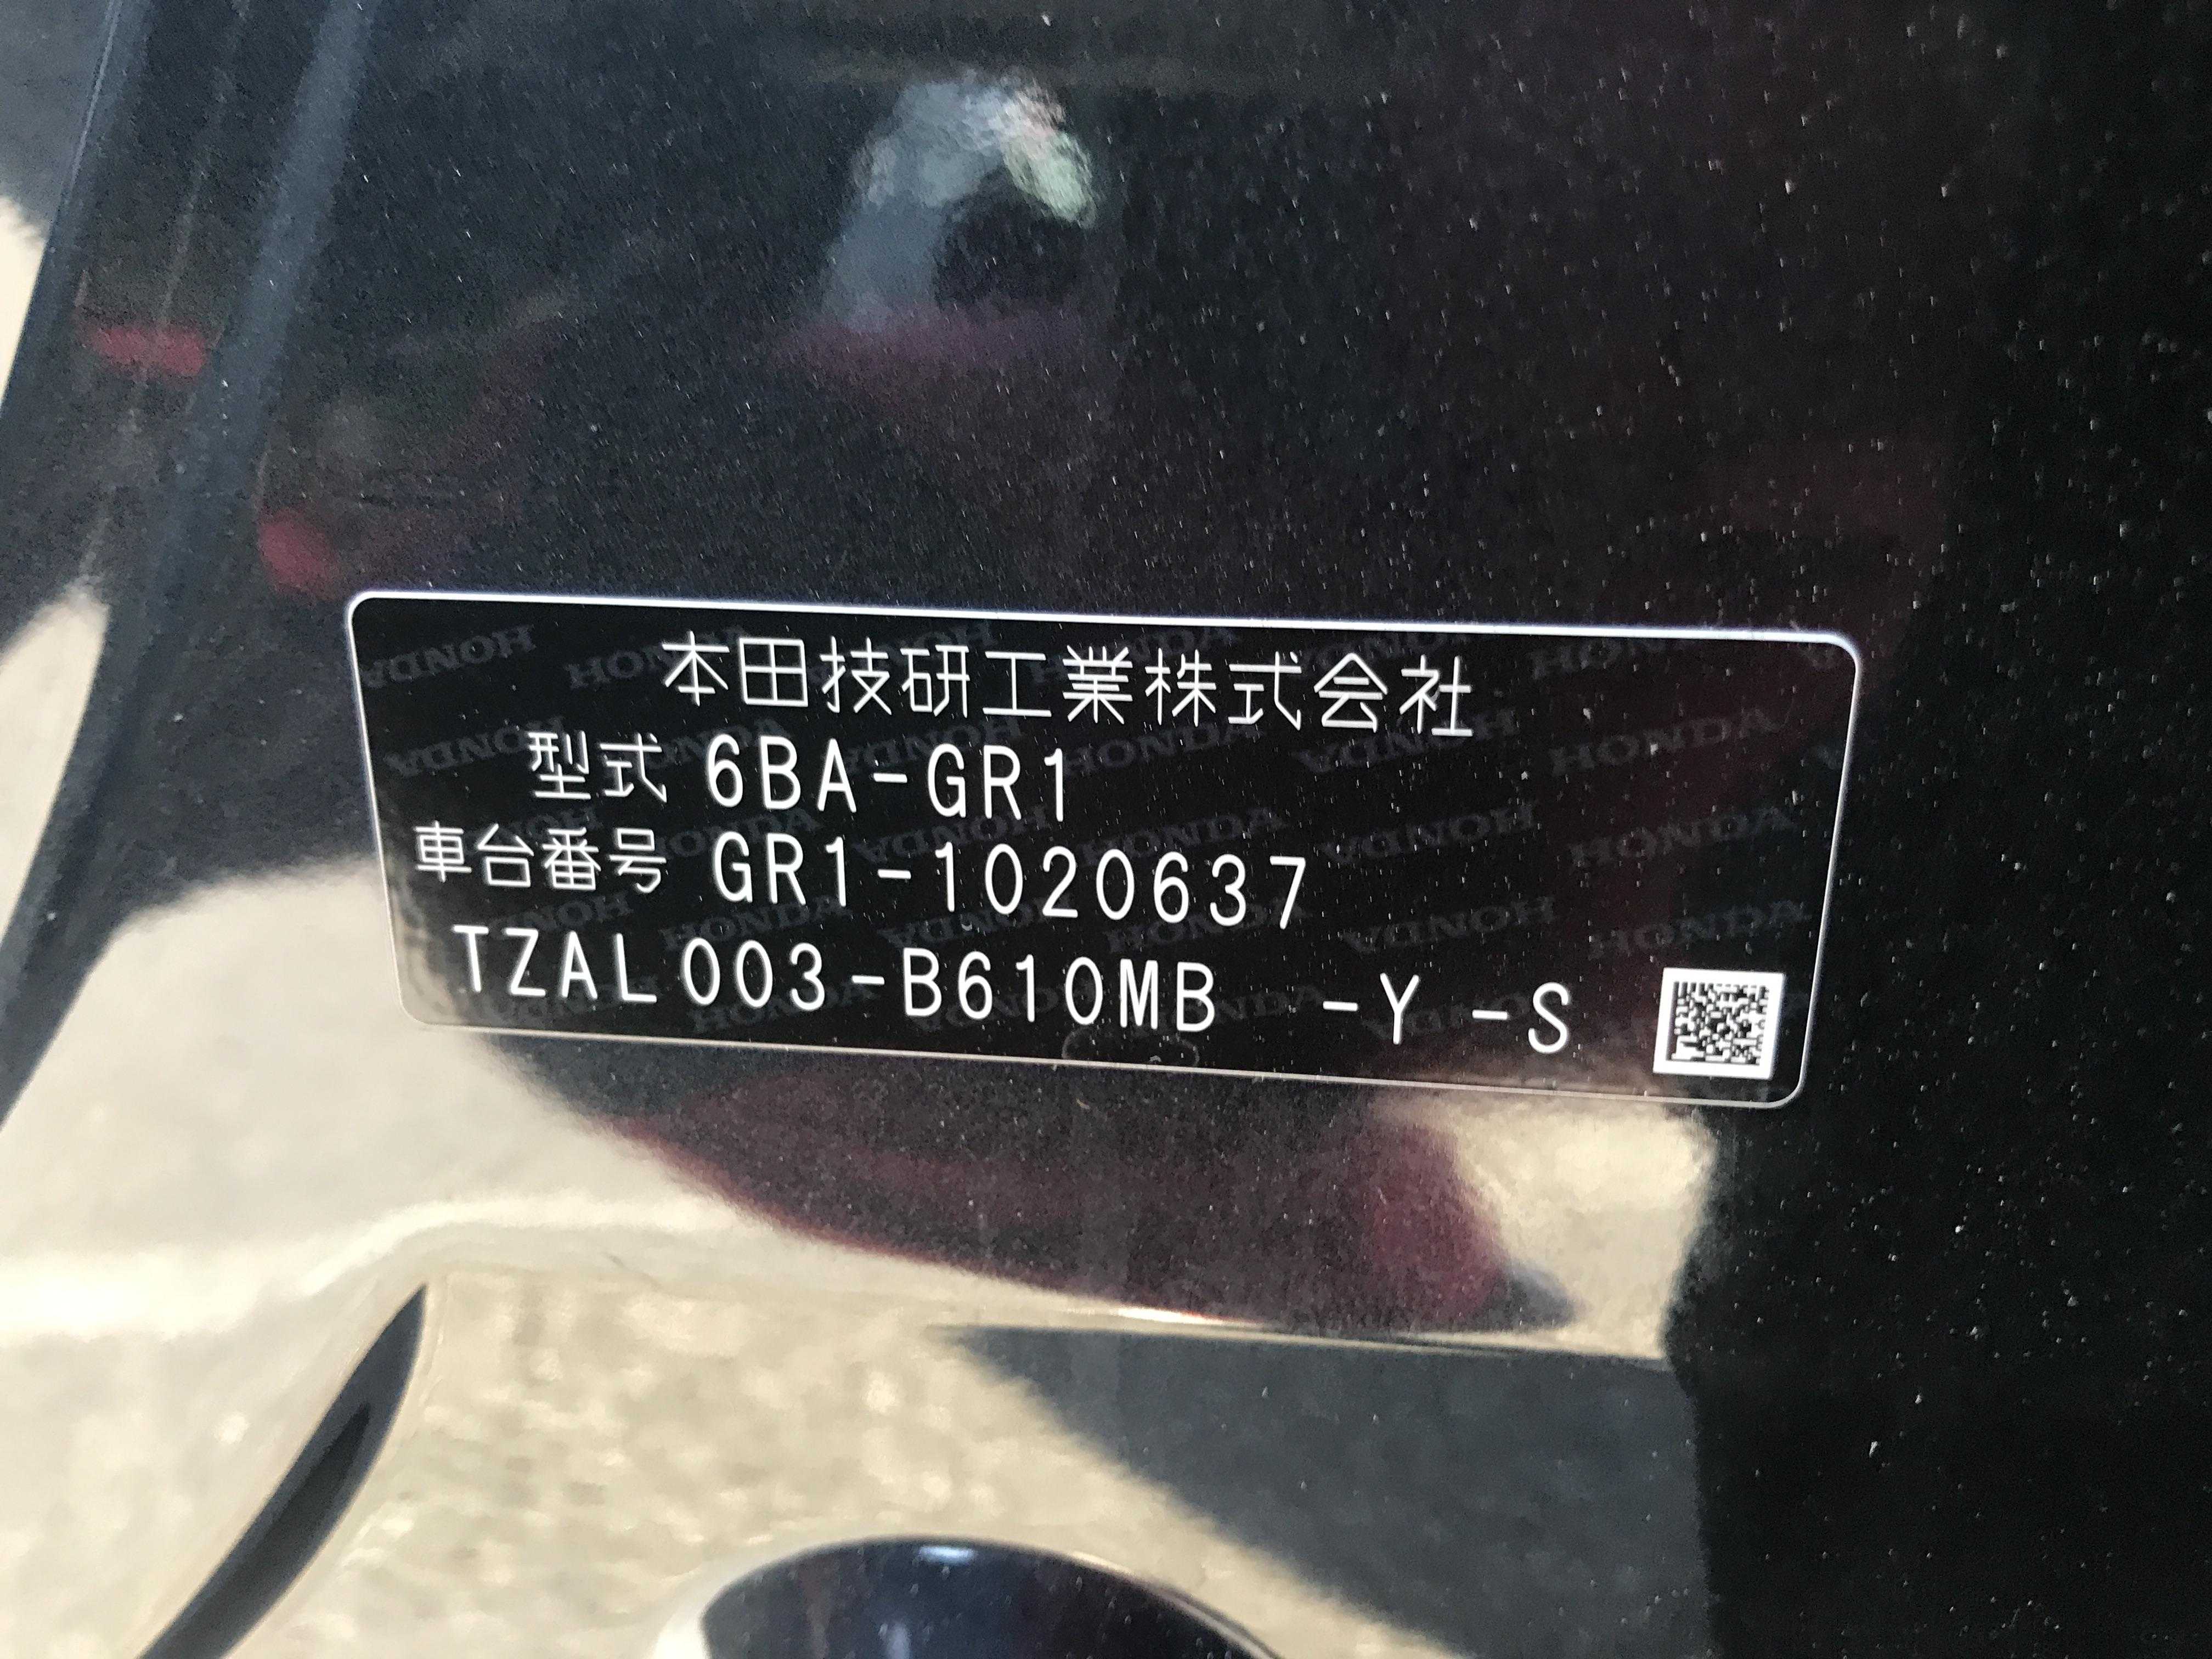 本田技研工業株式会社
型式 6BA-GR1
車台番号 GR1-1020637
TZAL003-B610MB -Y -S